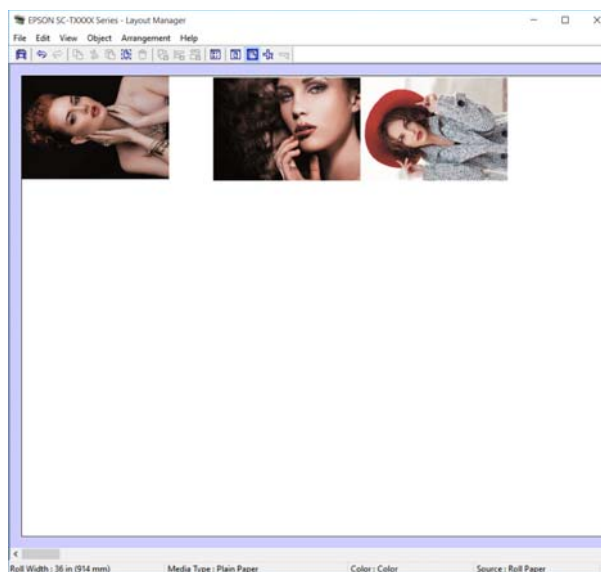 EPSON SC-TXXXX Series - Layout Manager
File Edit View Object Arrangement Help
Roll Width : 36 in (914 mm) Media Type : Plain Paper Color : Color Source : Roll Paper